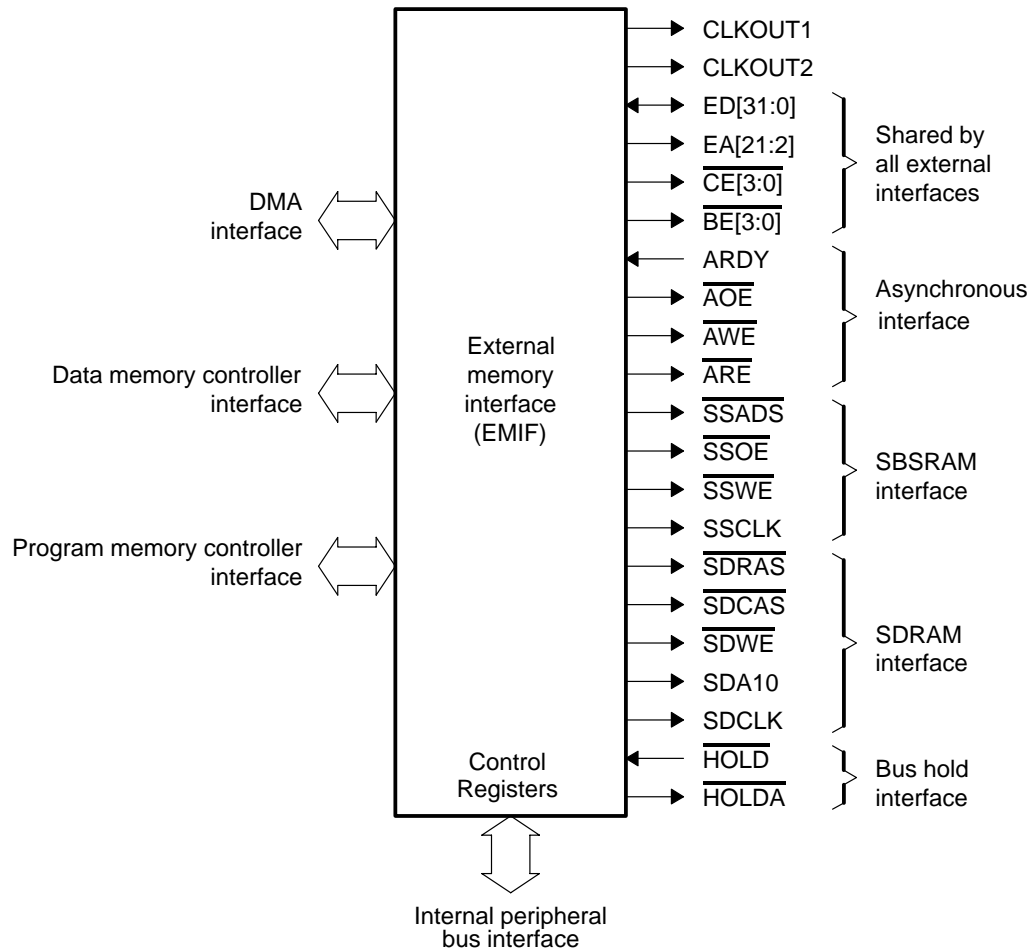 CLKOUT1
CLKOUT2
ED[31:0]
EA[21:2]
CE[3:0]
BE[3:0]
Shared by
all external
interfaces
DMA
interface
ARDY
AOE
AWE
ARE
Asynchronous
interface
External
memory
interface
(EMIF)
Data memory controller
interface
SSADS
SSOE
SSWE
SSCLK
SBSRAM
interface
Program memory controller
interface
SDRAS
SDCAS
SDWE
SDA10
SDCLK
SDRAM
interface
Control
Registers
HOLD
HOLDA
Bus hold
interface
Internal peripheral
bus interface